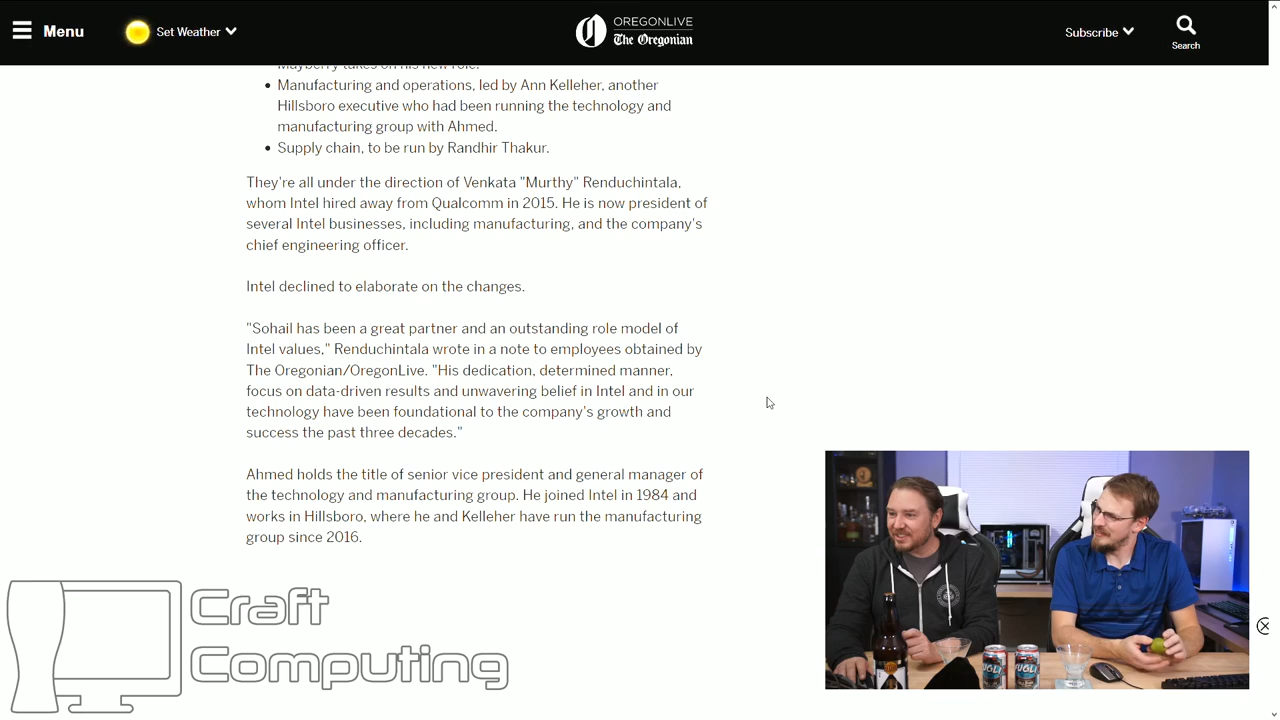 Menu
Set Weather
OREGONLIVE
The Oregonian
Subscribe
Search
Mayberry takes on his new role.
• Manufacturing and operations, led by Ann Kelleher, another
Hillsboro executive who had been running the technology and
manufacturing group with Ahmed.
• Supply chain, to be run by Randhir Thakur.
They're all under the direction of Venkata "Murthy" Renduchintala,
whom Intel hired away from Qualcomm in 2015. He is now president of
several Intel businesses, including manufacturing, and the company's
chief engineering officer.
Intel declined to elaborate on the changes.
"Sohail has been a great partner and an outstanding role model of
Intel values," Renduchintala wrote in a note to employees obtained by
The Oregonian/OregonLive. "His dedication, determined manner,
focus on data-driven results and unwavering belief in Intel and in our
technology have been foundational to the company's growth and
success the past three decades."
Ahmed holds the title of senior vice president and general manager of
the technology and manufacturing group. He joined Intel in 1984 and
works in Hillsboro, where he and Kelleher have run the manufacturing
group since 2016.
Craft
Computing